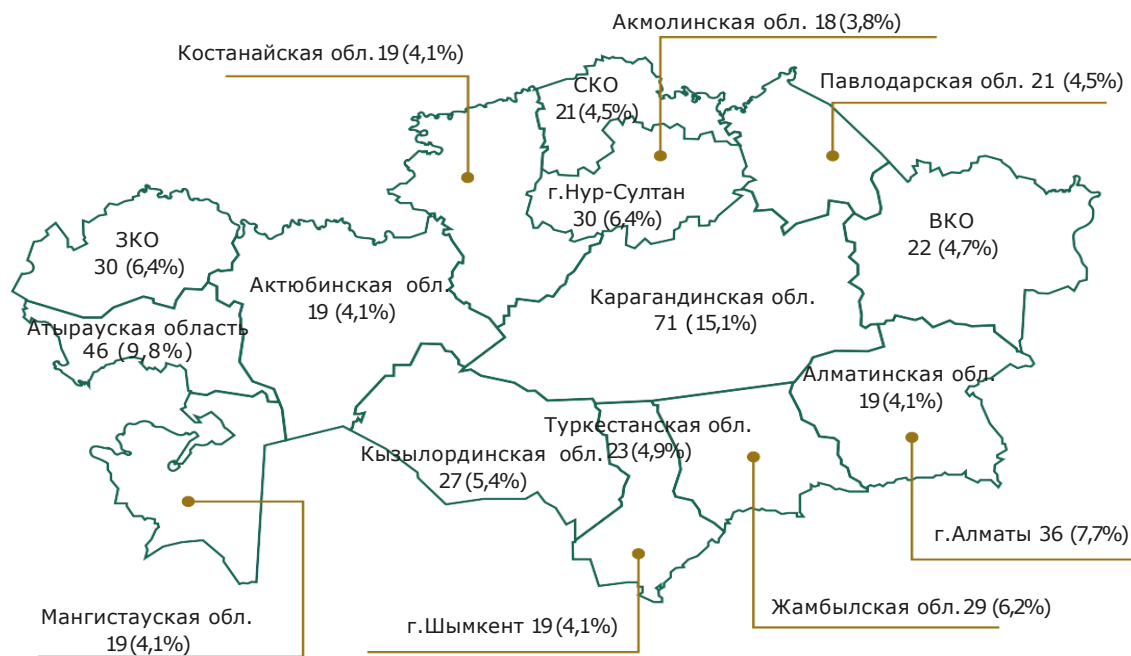 Акмолинская обл. 18 (3,8%)
Костанайская обл. 19 (4,1%)
Павлодарская обл. 21 (4,5%)
СКО
21 (4,5%)
г.Нур-Султан
30 (6,4%)
ВКО
22 (4,7%)
ЗКО
30 (6,4%)
Актюбинская обл.
19 (4,1%)
Карагандинская обл.
71 (15,1%)
Атырауская область
46 (9,8%)
Алматинская обл.
19 (4,1%)
Туркестанская обл.
23 (4,9%)
Кызылординская обл.
27 (5,4%)
г.Алматы 36 (7,7%)
Жамбылская обл. 29 (6,2%)
Мангистауская обл.
19 (4,1%)
г.Шымкент 19 (4,1%)